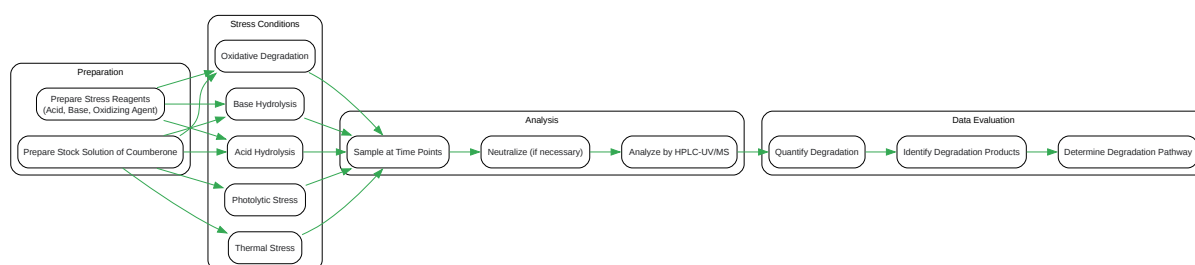 Preparation
Prepare Stress Reagents
(Acid, Base, Oxidizing Agent)
Prepare Stock Solution of Coumberone
Stress Conditions
Oxidative Degradation
Base Hydrolysis
Acid Hydrolysis
Photolytic Stress
Thermal Stress
Analysis
Sample at Time Points
Neutralize (if necessary)
Analyze by HPLC-UV/MS
Data Evaluation
Quantify Degradation
Identify Degradation Products
Determine Degradation Pathway